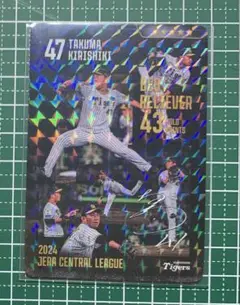 47 TAKUMA
KIRISHIKI
BEST
RELIEVER
43 HOLD
POINTS
2024
JERA CENTRAL LEAGUE
Tigers